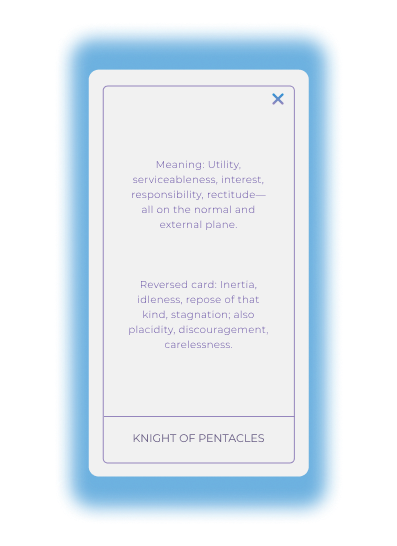 Meaning: Utility,
serviceableness, interest,
responsibility, rectitude—
all on the normal and
external plane.
Reversed card: Inertia,
idleness, repose of that
kind, stagnation; also
placidity, discouragement,
carelessness.
KNIGHT OF PENTACLES